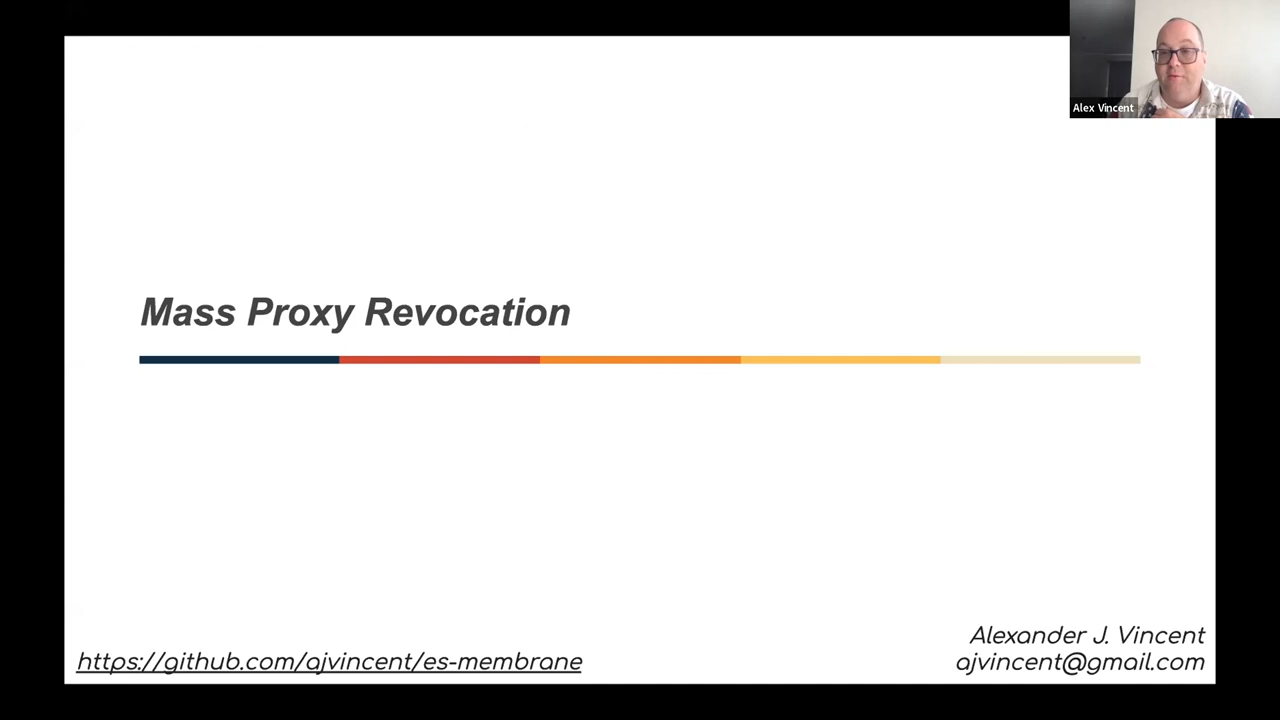 Alex Vincent
Mass Proxy Revocation
https://github.com/ajvincent/es-membrane
Alexander J. Vincent
ajvincent@gmail.com